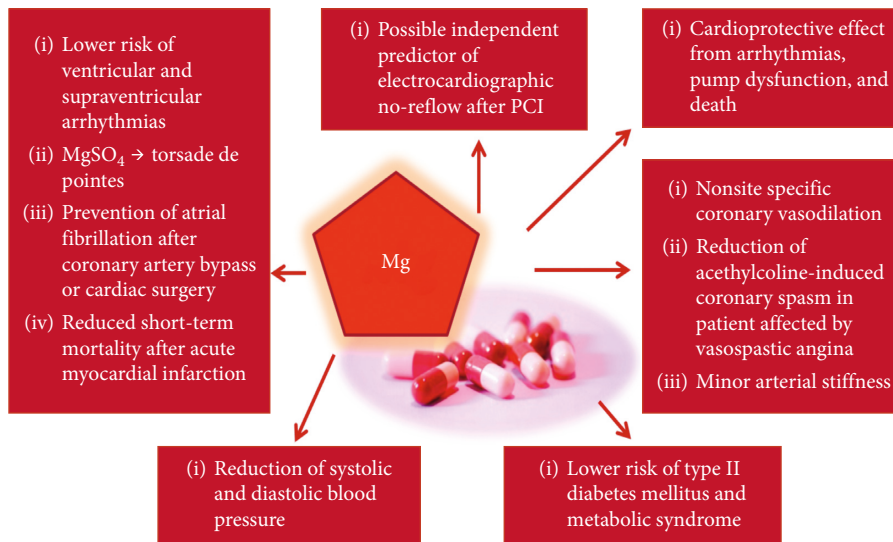 (i) Lower risk of
ventricular and
supraventricular
arrhythmias
(ii) MgSO₄ → torsade de
pointes
(iii) Prevention of atrial
fibrillation after
coronary artery bypass
or cardiac surgery
(iv) Reduced short-term
mortality after acute
myocardial infarction
(i) Possible independent
predictor of
electrocardiographic
no-reflow after PCI
(i) Cardioprotective effect
from arrhythmias,
pump dysfunction, and
death
Mg
(i) Nonsite specific
coronary vasodilation
(ii) Reduction of
acetylcoline-induced
coronary spasm in
patient affected by
vasospastic angina
(iii) Minor arterial stiffness
(i) Reduction of systolic
and diastolic blood
pressure
(i) Lower risk of type II
diabetes mellitus and
metabolic syndrome